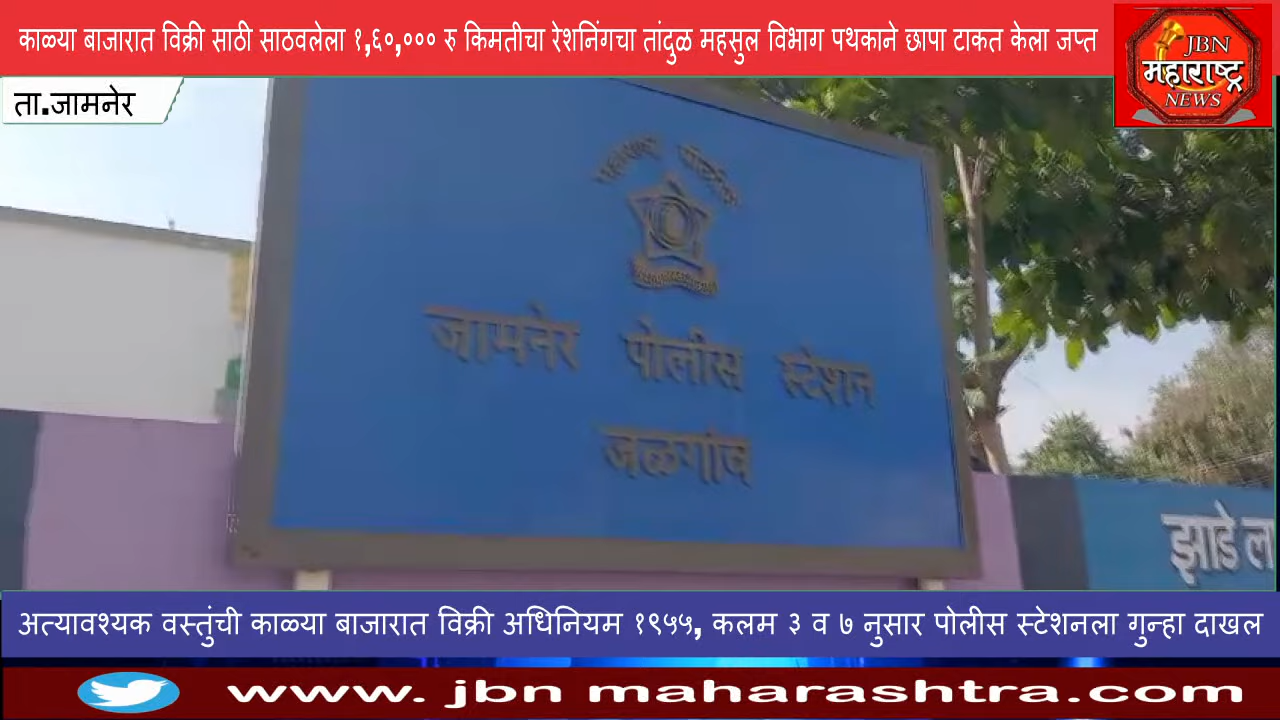 काळ्या बाजारात विक्री साठी साठवलेला १,६०,००० रु किमतीचा रेशनिंगचा तांदुळ महसुल विभाग पथकाने छापा टाकत केला जप्त
JBN
महाराष्ट्र
NEWS
ता.जामनेर
महाराष्ट्र पोलीस
जामनेर पोलीस स्टेशन
जळगांव
झाडे ल
अत्यावश्यक वस्तुंची काळ्या बाजारात विक्री अधिनियम १९५५, कलम ३ व ७ नुसार पोलीस स्टेशनला गुन्हा दाखल
www. jbn maharashtra.com